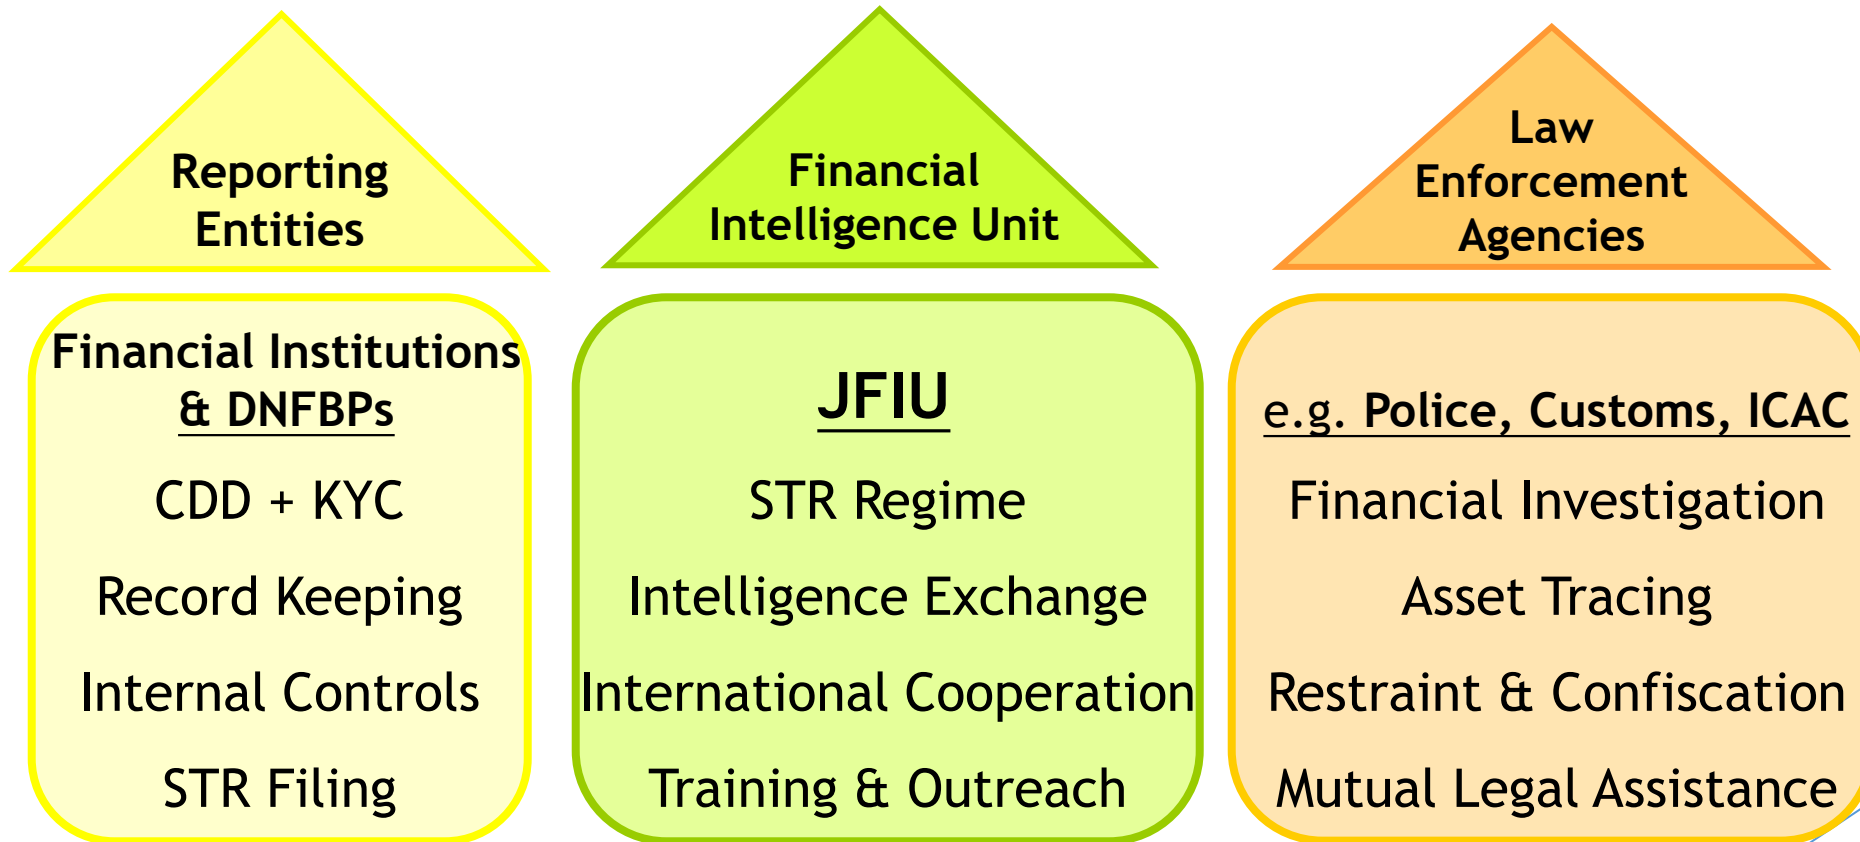 Reporting
Entities
Financial Institutions
& DNFBPs
CDD + KYC
Record Keeping
Internal Controls
STR Filing
Financial
Intelligence Unit
JFIU
STR Regime
Intelligence Exchange
International Cooperation
Training & Outreach
Law
Enforcement
Agencies
e.g. Police, Customs, ICAC
Financial Investigation
Asset Tracing
Restraint & Confiscation
Mutual Legal Assistance